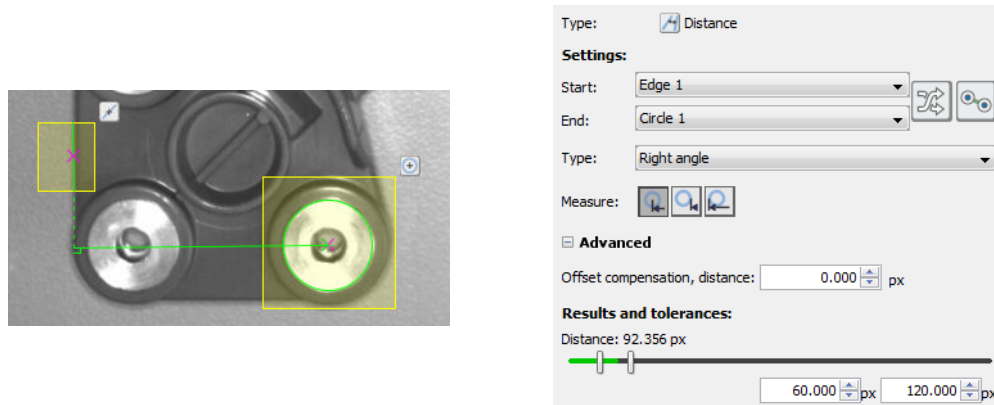 Type: Distance
Settings:
Start: Edge 1
End: Circle 1
Type: Right angle
Measure:
Advanced
Offset compensation, distance: 0.000 px
Results and tolerances:
Distance: 92.356 px
60.000 px 120.000 px